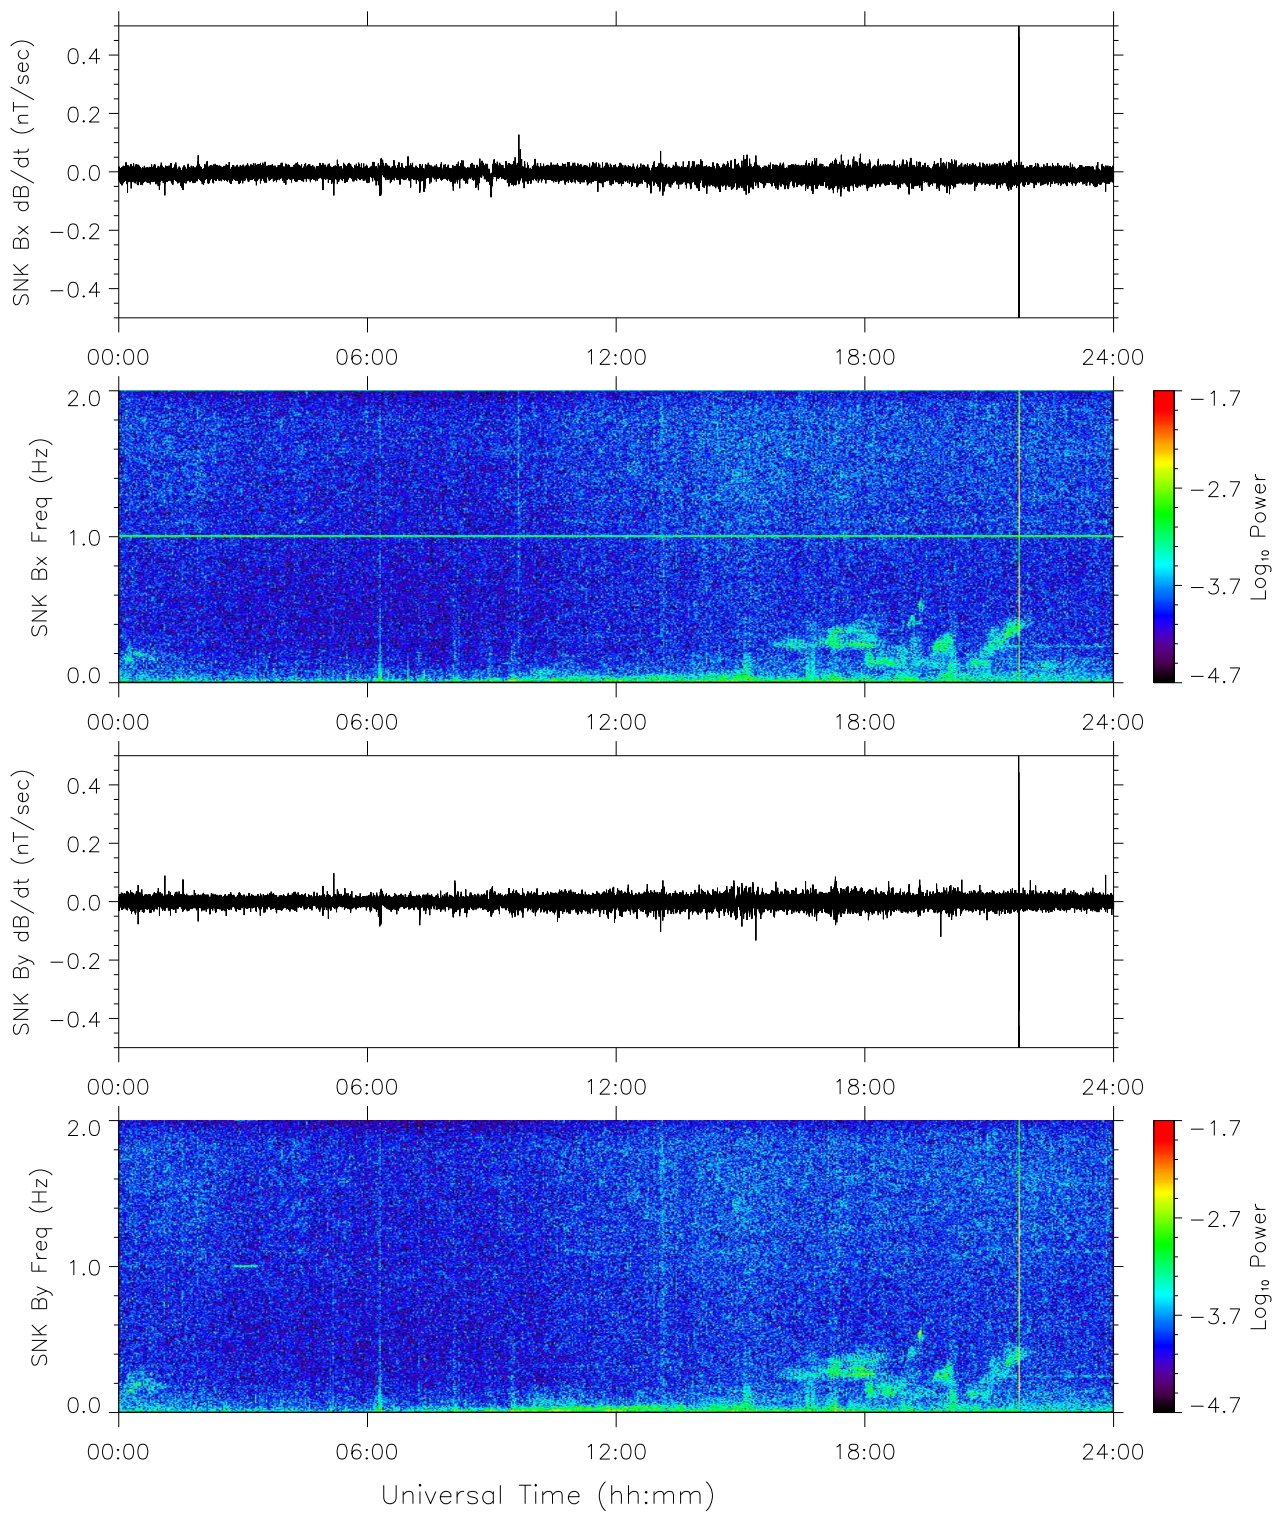 SNK Bx dB/dt (nT/sec)
0.4
0.2
0.0
−0.2
−0.4
00:00 06:00 12:00 18:00 24:00
SNK Bx Freq (Hz)
2.0
1.0
0.0
−1.7
−2.7
−3.7
−4.7
Log₁₀ Power
00:00 06:00 12:00 18:00 24:00
SNK By dB/dt (nT/sec)
0.4
0.2
0.0
−0.2
−0.4
00:00 06:00 12:00 18:00 24:00
SNK By Freq (Hz)
2.0
1.0
0.0
−1.7
−2.7
−3.7
−4.7
Log₁₀ Power
00:00 06:00 12:00 18:00 24:00
Universal Time (hh:mm)